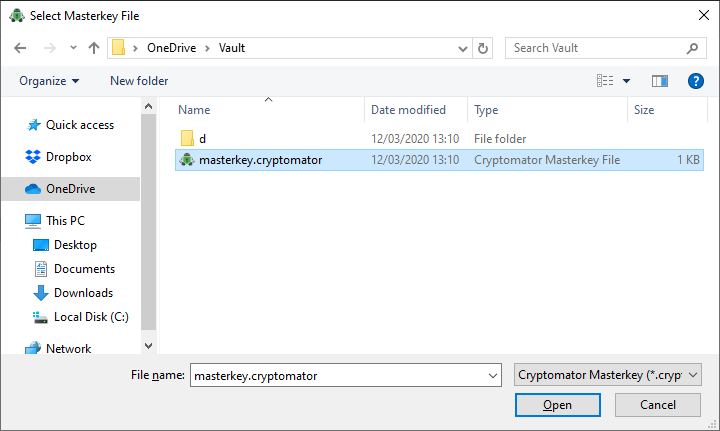 Select Masterkey File
OneDrive > Vault
Search Vault
Organize
New folder
Name Date modified Type Size
Quick access
Dropbox
OneDrive
This PC
Desktop
Documents
Downloads
Local Disk (C:)
Network
d 12/03/2020 13:10 File folder
masterkey.cryptomator 12/03/2020 13:10 Cryptomator Masterkey File 1 KB
File name: masterkey.cryptomator
Cryptomator Masterkey (*.crypt
Open
Cancel